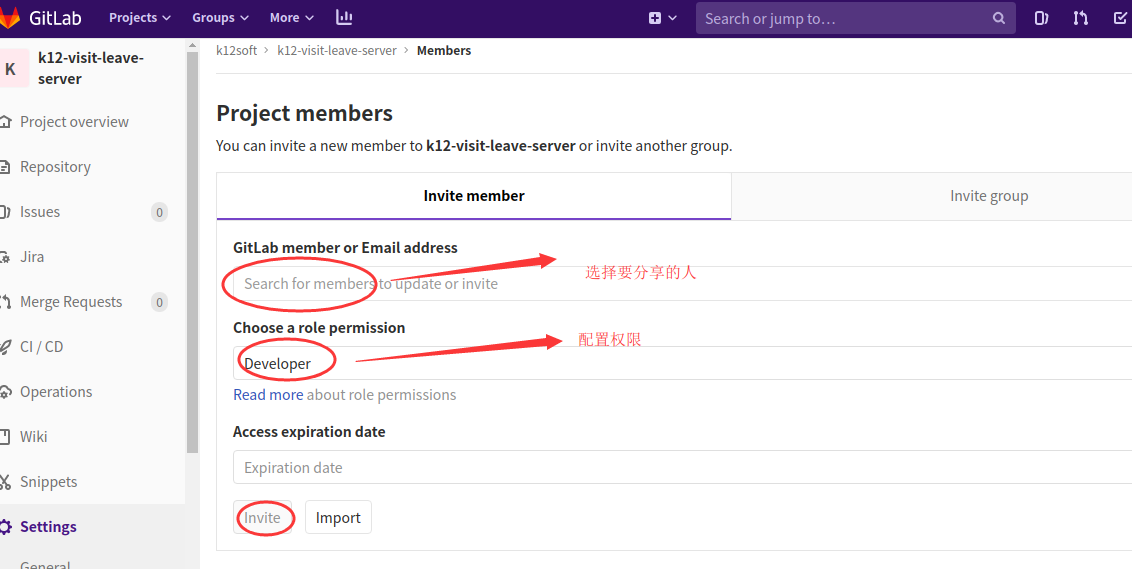 GitLab Projects Groups More Search or jump to…
K k12-visit-leave-
server
Project overview
Repository
Issues 0
Jira
Merge Requests 0
CI / CD
Operations
Wiki
Snippets
Settings
General
k12soft › k12-visit-leave-server › Members
Project members
You can invite a new member to k12-visit-leave-server or invite another group.
Invite member Invite group
GitLab member or Email address
Search for members to update or invite 选择要分享的人
Choose a role permission
配置权限
Developer
Read more about role permissions
Access expiration date
Expiration date
Invite Import